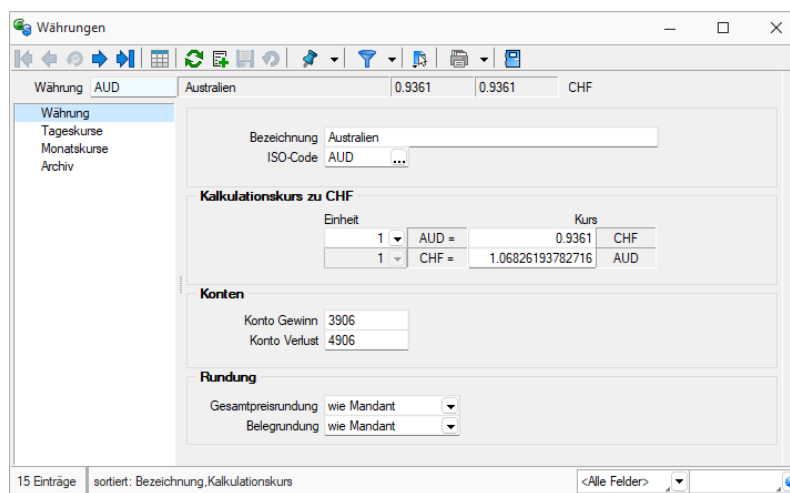 Währungen
Währung AUD Australien 0.9361 0.9361 CHF
Währung
Tageskurse
Monatskurse
Archiv
Bezeichnung Australien
ISO-Code AUD ...
Kalkulationskurs zu CHF
Einheit Kurs
1 AUD = 0.9361 CHF
1 CHF = 1.06826193782716 AUD
Konten
Konto Gewinn 3906
Konto Verlust 4906
Rundung
Gesamtpreisrundung wie Mandant
Belegrundung wie Mandant
15 Einträge sortiert: Bezeichnung,Kalkulationskurs <Alle Felder>